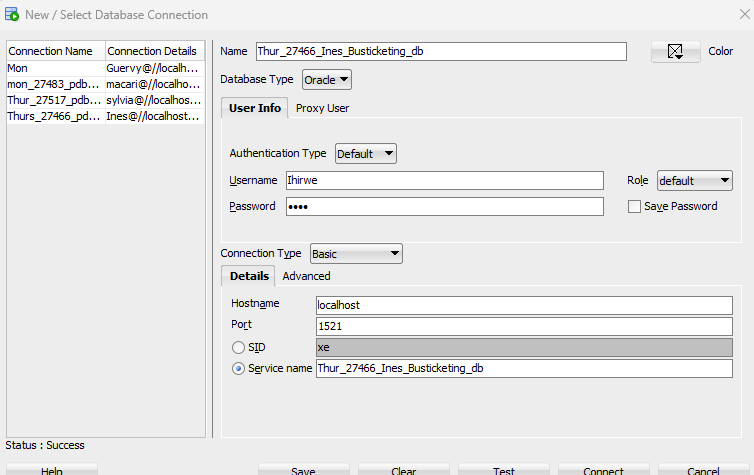 New / Select Database Connection
Connection Name Connection Details
Mon Guervy@//localh...
mon_27483_pdb... macari@//localho...
Thur_27517_pdb... sylvia@//localhos...
Thurs_27466_pd... Ines@//localhost...
Name Thur_27466_Ines_Busticketing_db Color
Database Type Oracle
User Info Proxy User
Authentication Type Default
Username Ihirwe Role default
Password •••• Save Password
Connection Type Basic
Details Advanced
Hostname localhost
Port 1521
SID xe
Service name Thur_27466_Ines_Busticketing_db
Status : Success
Help Save Clear Test Connect Cancel